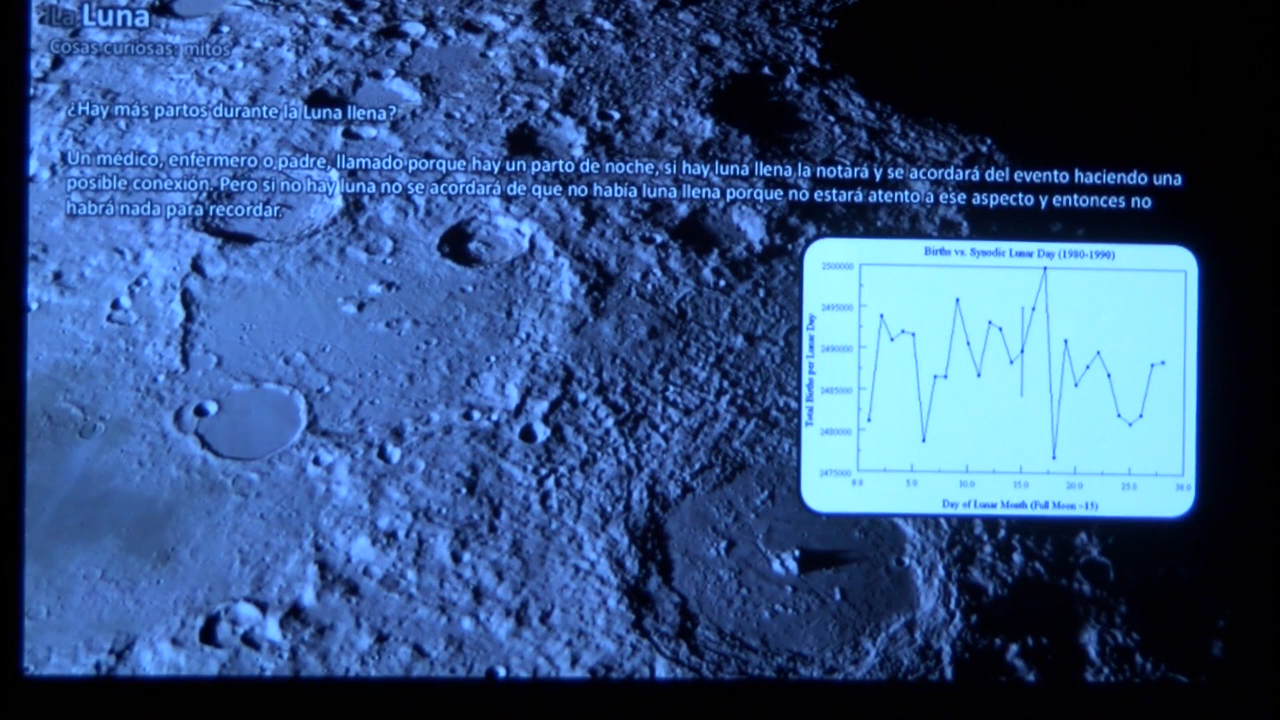 La Luna
Cosas curiosas: mitos
¿Hay más partos durante la Luna llena?
Un médico, enfermero o padre, llamado porque hay un parto de noche, si hay luna llena la notará y se acordará del evento haciendo una
posible conexión. Pero si no hay luna no se acordará de que no había luna llena porque no estará atento a ese aspecto y entonces no
habrá nada para recordar.
Births vs. Synodic Lunar Day (1980-1990)
Total Births per Lunar Day
2500000
2495000
2490000
2485000
2480000
2475000
0.0 5.0 10.0 15.0 20.0 25.0 30.0
Day of Lunar Month (Full Moon ~15)